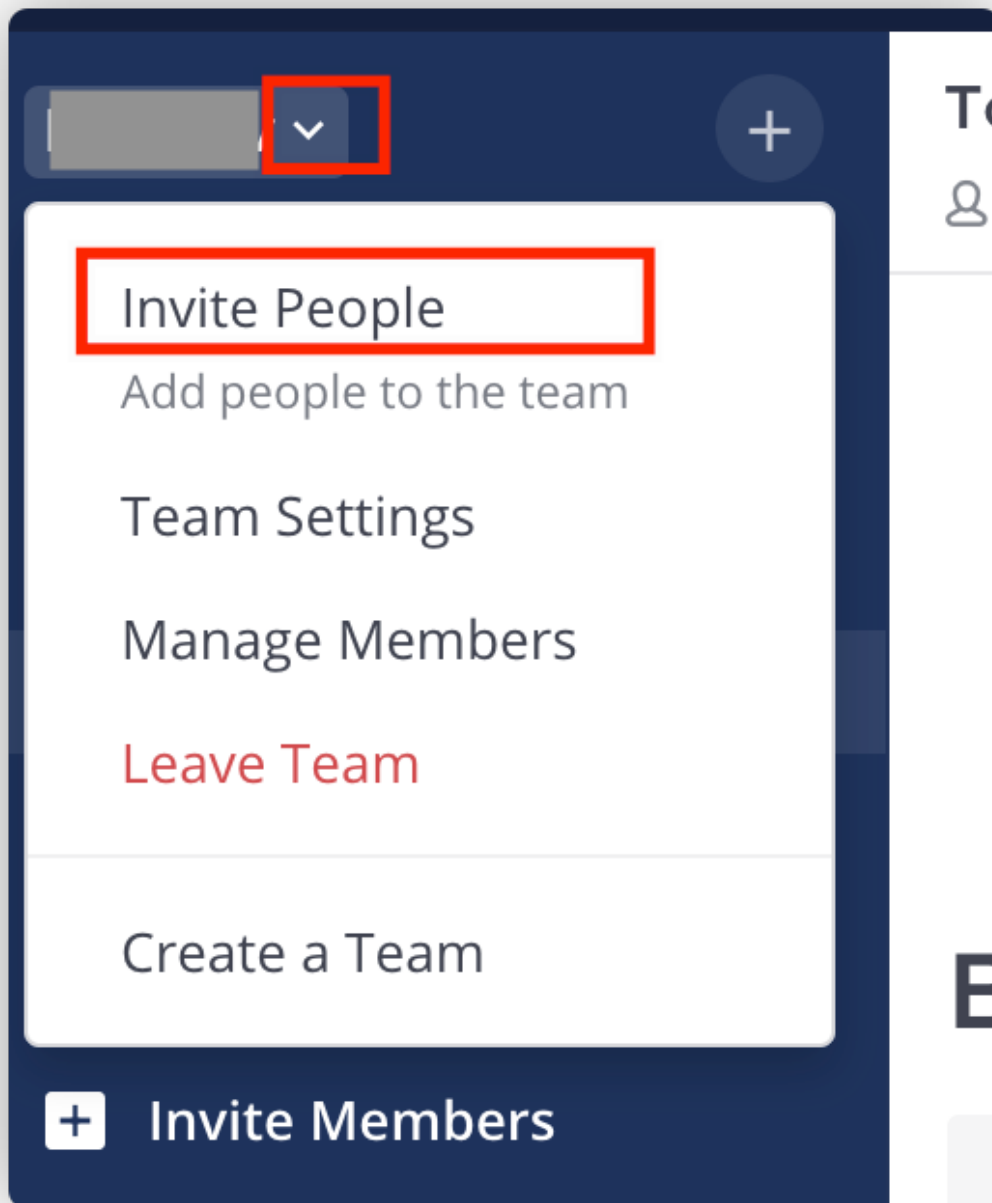 Invite People
Add people to the team
Team Settings
Manage Members
Leave Team
Create a Team
Invite Members